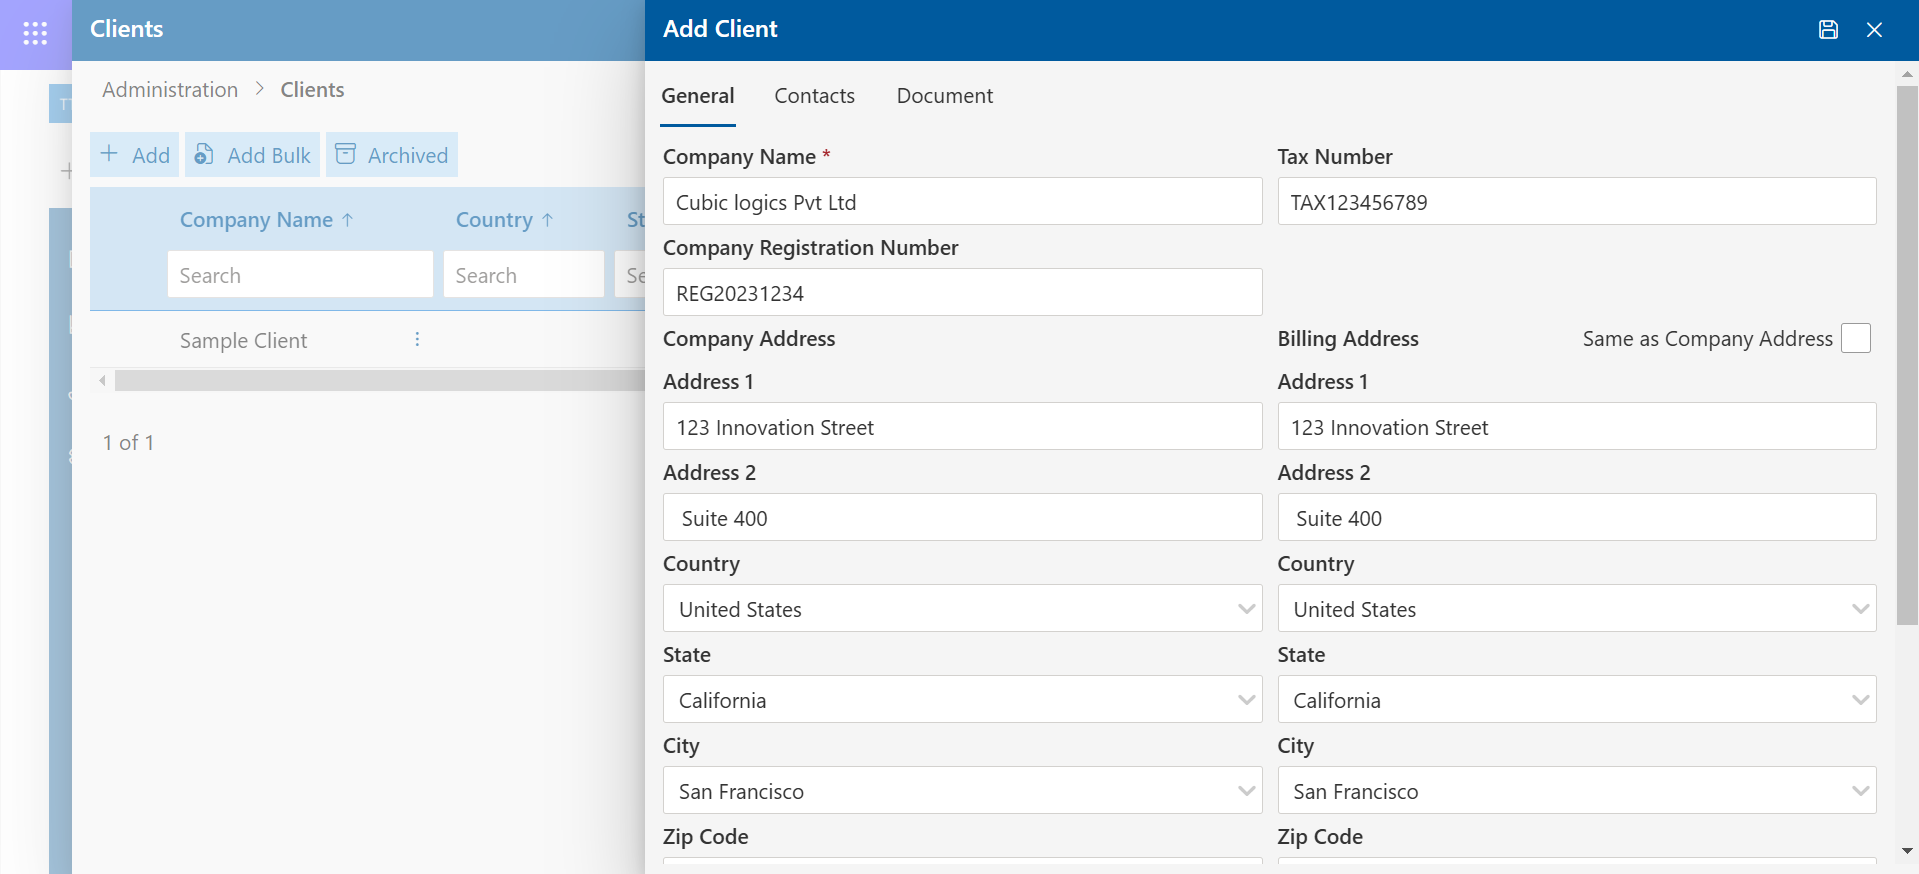 Clients
Administration > Clients
Add
Add Bulk
Archived
Company Name ↑
Country ↑
St
Search
Search
Se
Sample Client
1 of 1
Add Client
General
Contacts
Document
Company Name *
Tax Number
Cubic logics Pvt Ltd
TAX123456789
Company Registration Number
REG20231234
Company Address
Billing Address
Same as Company Address
Address 1
Address 1
123 Innovation Street
123 Innovation Street
Address 2
Address 2
Suite 400
Suite 400
Country
Country
United States
United States
State
State
California
California
City
City
San Francisco
San Francisco
Zip Code
Zip Code